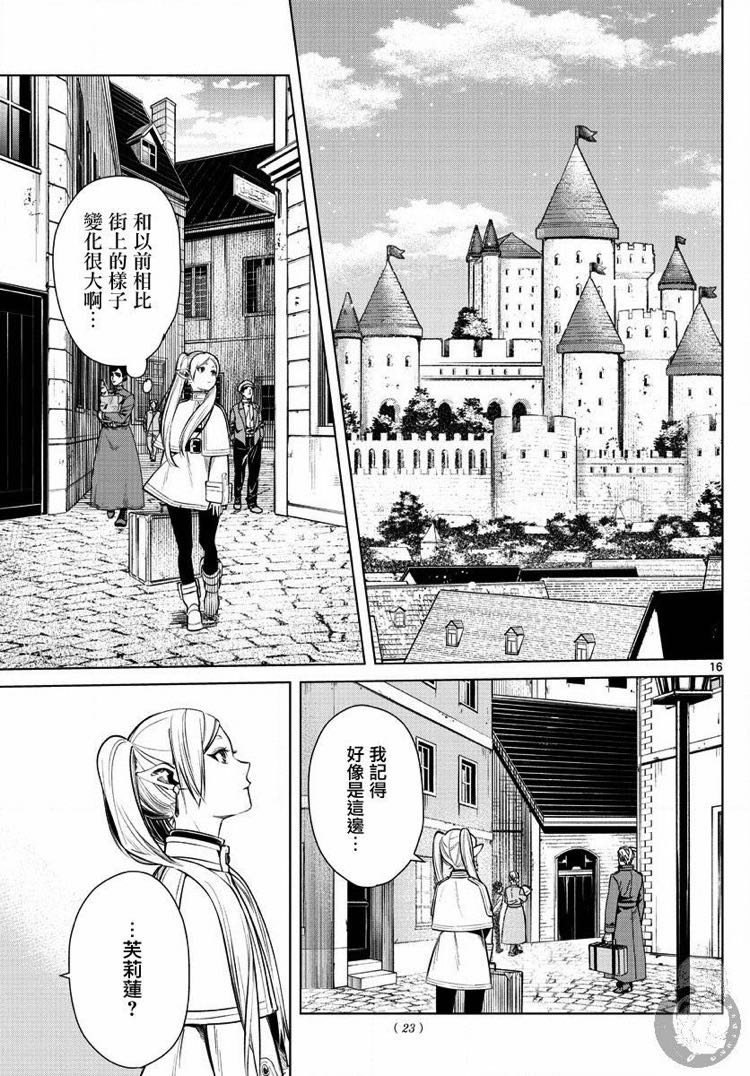 和以前相比
街上的樣子
變化很大啊…
16
我記得
好像是這邊…
…芙莉蓮？
（23）